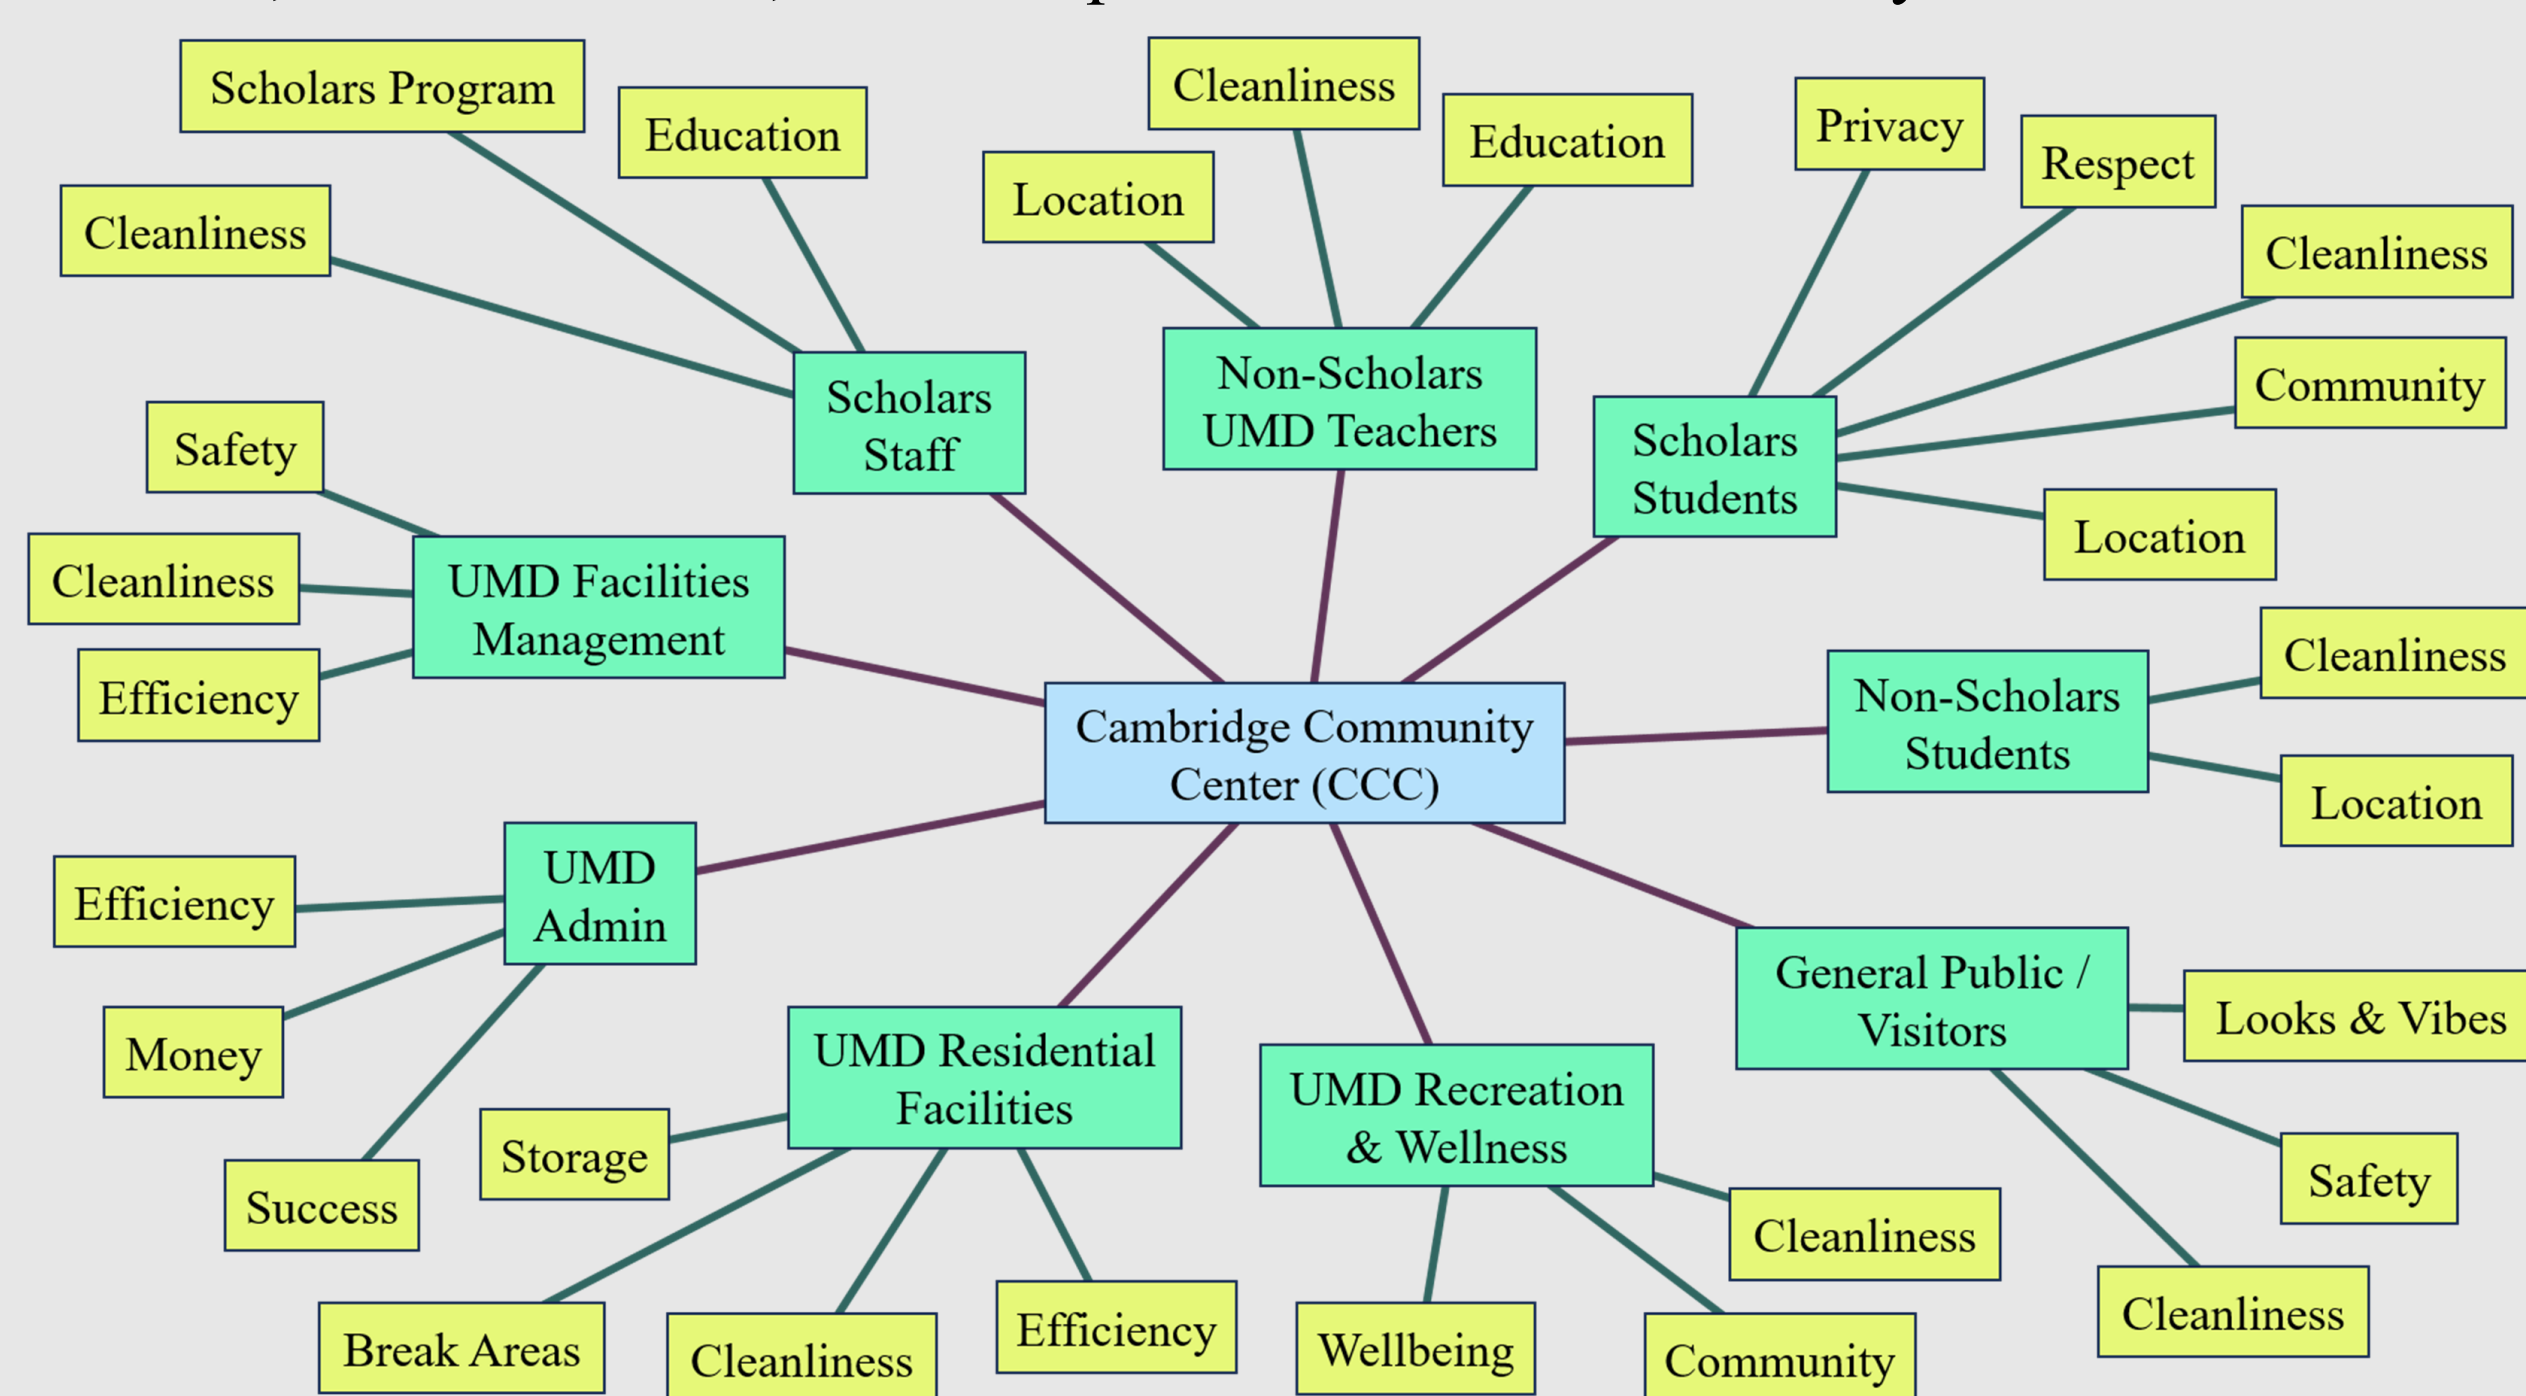 Scholars Program
Education
Cleanliness
Cleanliness
Location
Education
Privacy
Respect
Cleanliness
Community
Location
Scholars
Staff
Non-Scholars
UMD Teachers
Scholars
Students
Safety
Cleanliness
Efficiency
UMD Facilities
Management
Cambridge Community
Center (CCC)
Non-Scholars
Students
Cleanliness
Location
UMD
Admin
Efficiency
Money
Success
UMD Residential
Facilities
Storage
Break Areas
Cleanliness
Efficiency
UMD Recreation
& Wellness
Wellbeing
Community
Cleanliness
General Public /
Visitors
Looks & Vibes
Safety
Cleanliness